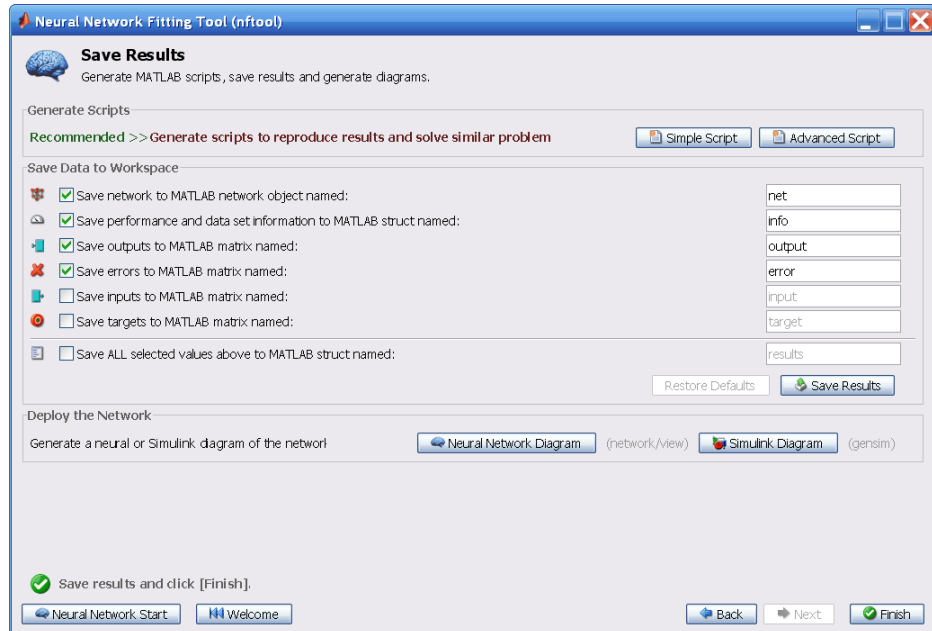 Neural Network Fitting Tool (nftool)
Save Results
Generate MATLAB scripts, save results and generate diagrams.
Generate Scripts
Recommended >> Generate scripts to reproduce results and solve similar problem
Simple Script
Advanced Script
Save Data to Workspace
Save network to MATLAB network object named: net
Save performance and data set information to MATLAB struct named: info
Save outputs to MATLAB matrix named: output
Save errors to MATLAB matrix named: error
Save inputs to MATLAB matrix named: input
Save targets to MATLAB matrix named: target
Save ALL selected values above to MATLAB struct named: results
Restore Defaults
Save Results
Deploy the Network
Generate a neural or Simulink diagram of the network
Neural Network Diagram (network/view)
Simulink Diagram (gensim)
Save results and click [Finish].
Neural Network Start
Welcome
Back
Next
Finish